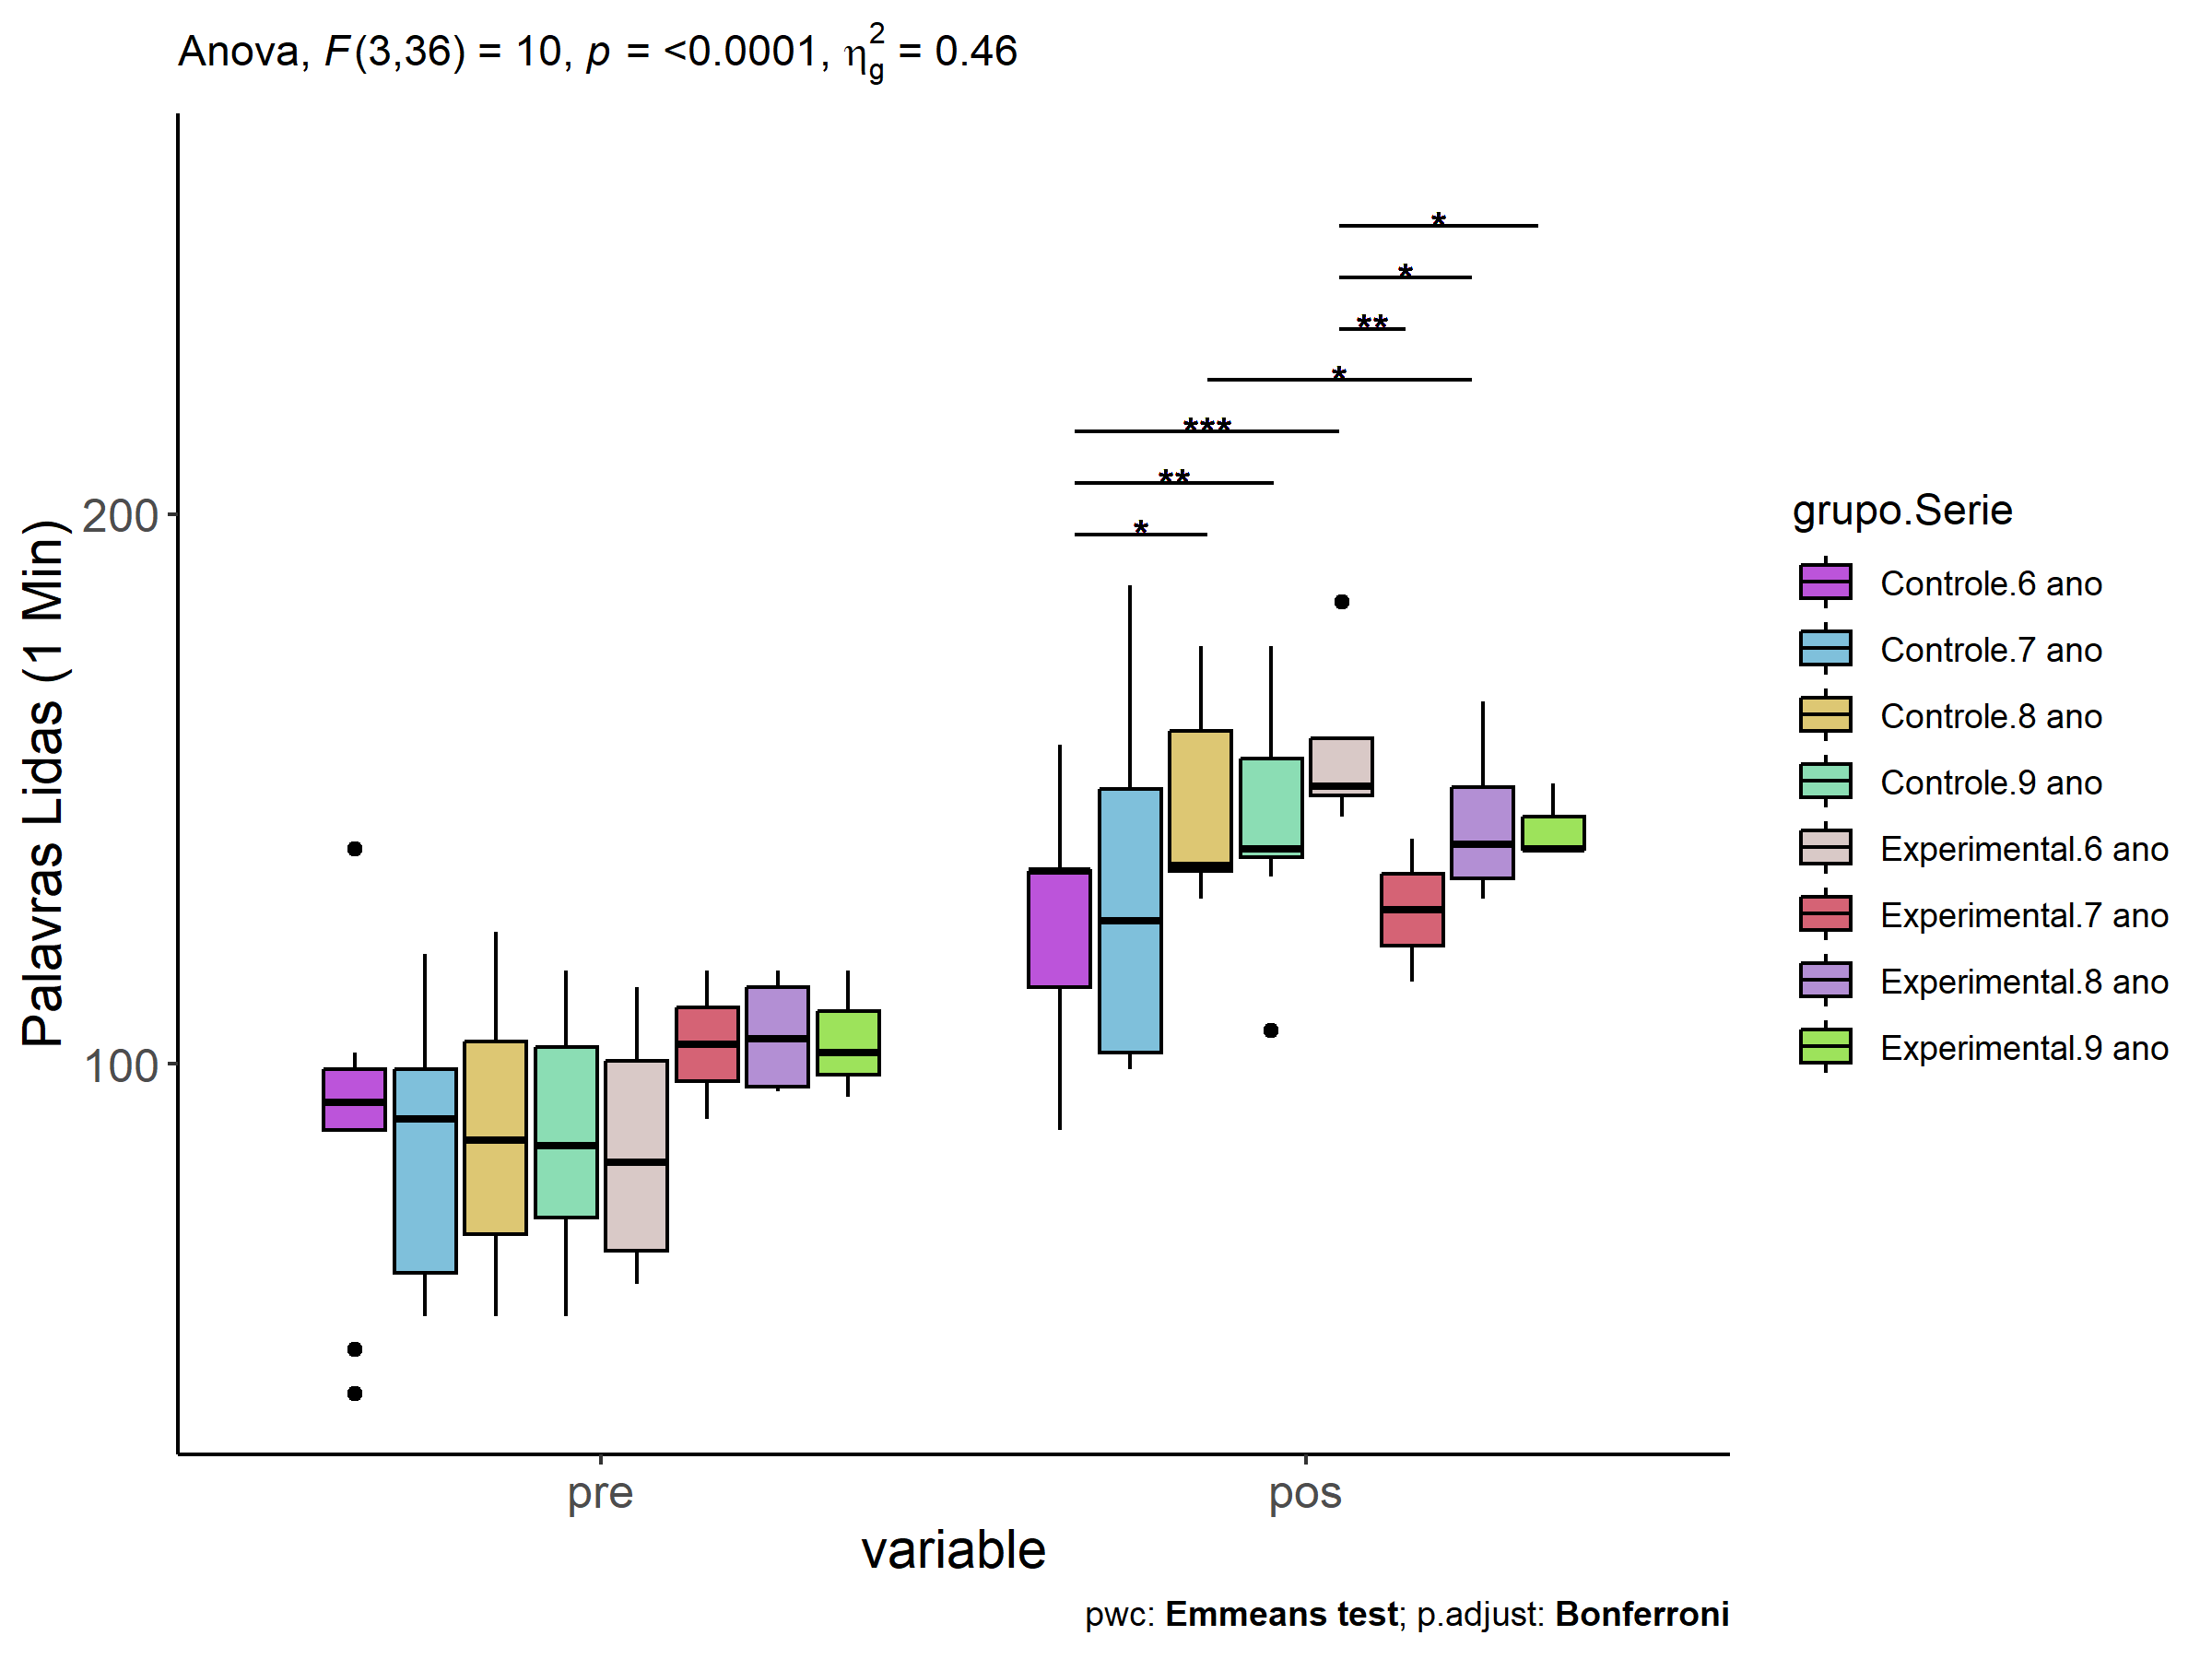 Anova, F(3,36) = 10, p = <0.0001, η²g = 0.46
*
*
**
*
***
**
*
200
100
Palavras Lidas (1 Min)
pre
pos
variable
grupo.Serie
Controle.6 ano
Controle.7 ano
Controle.8 ano
Controle.9 ano
Experimental.6 ano
Experimental.7 ano
Experimental.8 ano
Experimental.9 ano
pwc: Emmeans test; p.adjust: Bonferroni